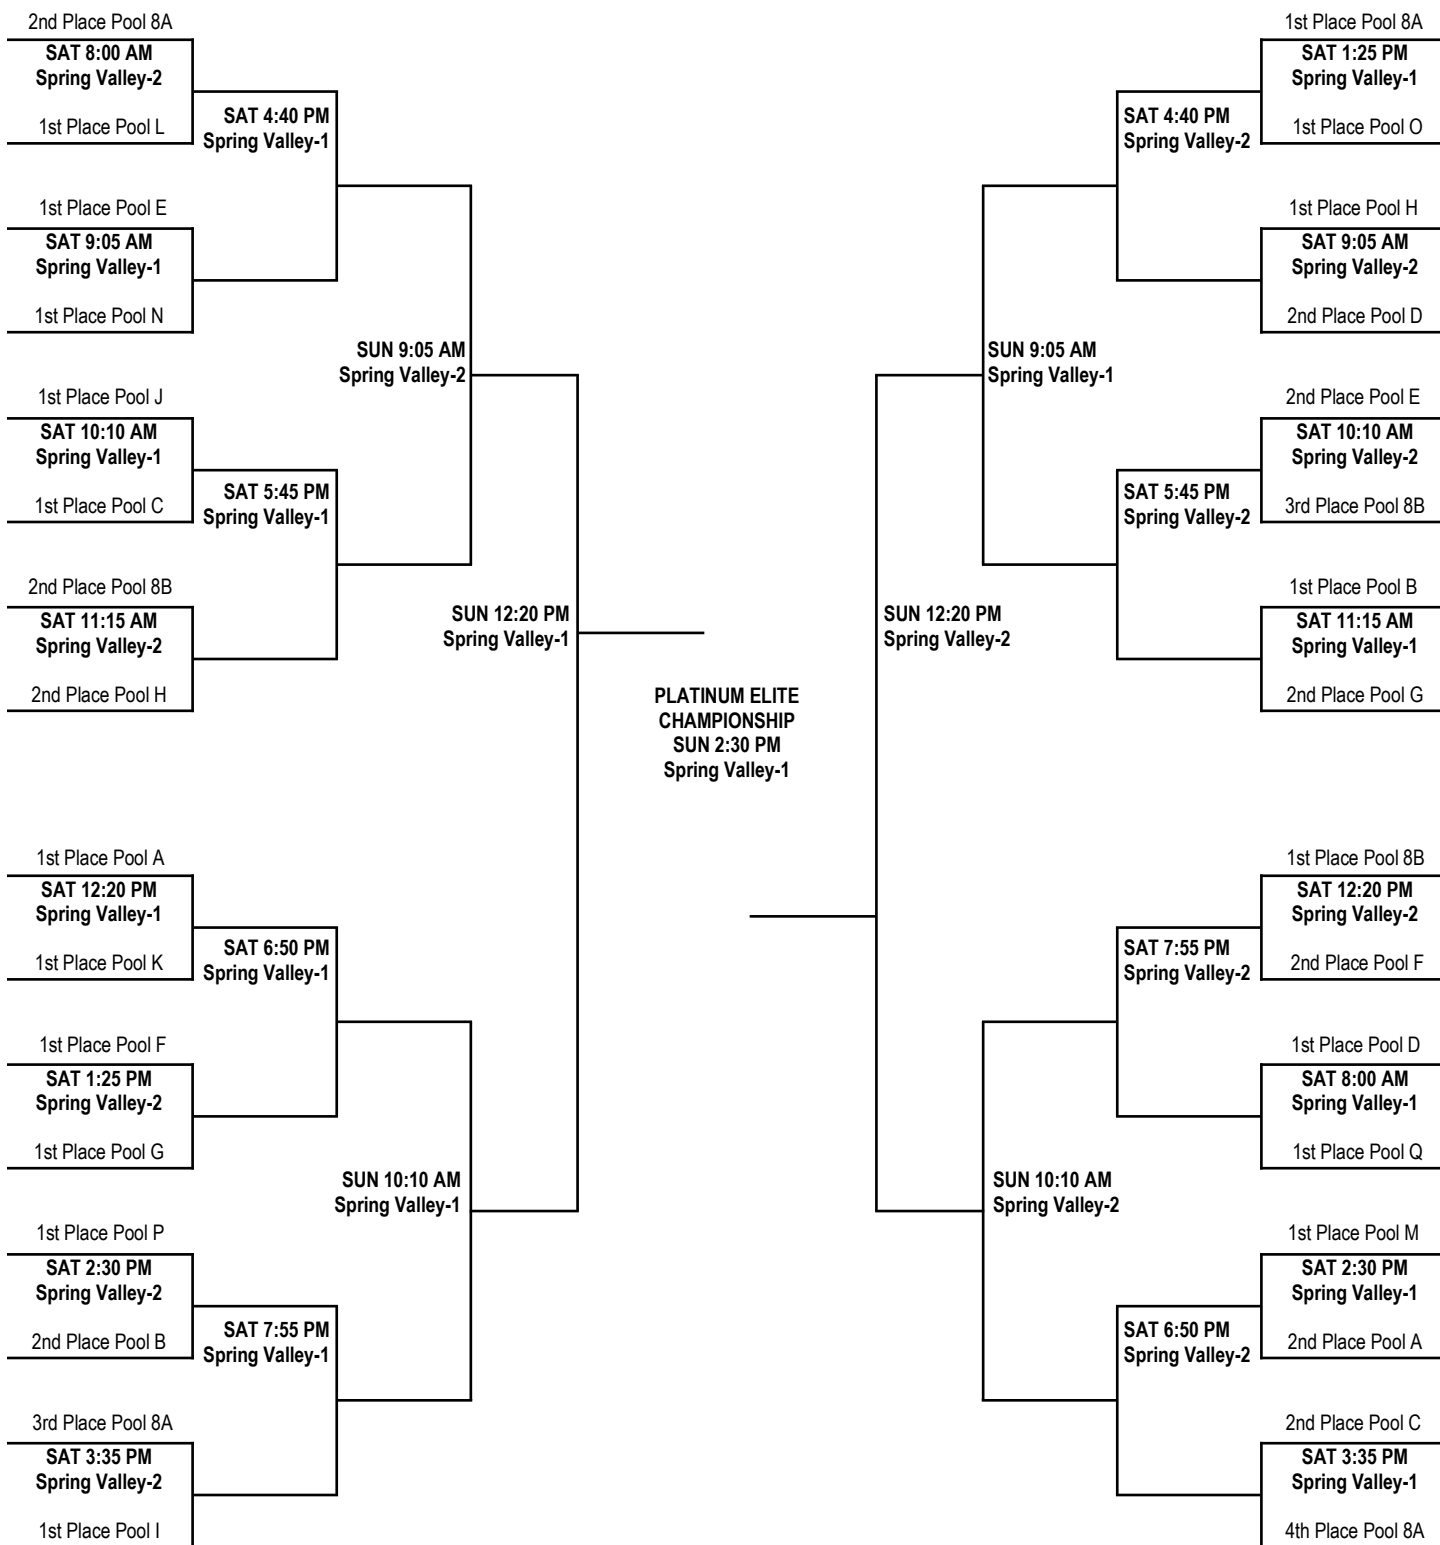 2nd Place Pool 8A
SAT 8:00 AM
Spring Valley-2
1st Place Pool L
SAT 4:40 PM
Spring Valley-1
1st Place Pool E
SAT 9:05 AM
Spring Valley-1
1st Place Pool N
SUN 9:05 AM
Spring Valley-2
1st Place Pool J
SAT 10:10 AM
Spring Valley-1
1st Place Pool C
SAT 5:45 PM
Spring Valley-1
2nd Place Pool 8B
SAT 11:15 AM
Spring Valley-2
2nd Place Pool H
SUN 12:20 PM
Spring Valley-1
1st Place Pool A
SAT 12:20 PM
Spring Valley-1
1st Place Pool K
SAT 6:50 PM
Spring Valley-1
1st Place Pool F
SAT 1:25 PM
Spring Valley-2
1st Place Pool G
SUN 10:10 AM
Spring Valley-1
1st Place Pool P
SAT 2:30 PM
Spring Valley-2
2nd Place Pool B
SAT 7:55 PM
Spring Valley-1
3rd Place Pool 8A
SAT 3:35 PM
Spring Valley-2
1st Place Pool I
PLATINUM ELITE
CHAMPIONSHIP
SUN 2:30 PM
Spring Valley-1
1st Place Pool 8A
SAT 1:25 PM
Spring Valley-1
1st Place Pool O
SAT 4:40 PM
Spring Valley-2
1st Place Pool H
SAT 9:05 AM
Spring Valley-2
2nd Place Pool D
SUN 9:05 AM
Spring Valley-1
2nd Place Pool E
SAT 10:10 AM
Spring Valley-2
3rd Place Pool 8B
SAT 5:45 PM
Spring Valley-2
1st Place Pool B
SAT 11:15 AM
Spring Valley-1
2nd Place Pool G
SUN 12:20 PM
Spring Valley-2
1st Place Pool 8B
SAT 12:20 PM
Spring Valley-2
2nd Place Pool F
SAT 7:55 PM
Spring Valley-2
1st Place Pool D
SAT 8:00 AM
Spring Valley-1
1st Place Pool Q
SUN 10:10 AM
Spring Valley-2
1st Place Pool M
SAT 2:30 PM
Spring Valley-1
2nd Place Pool A
SAT 6:50 PM
Spring Valley-2
2nd Place Pool C
SAT 3:35 PM
Spring Valley-1
4th Place Pool 8A